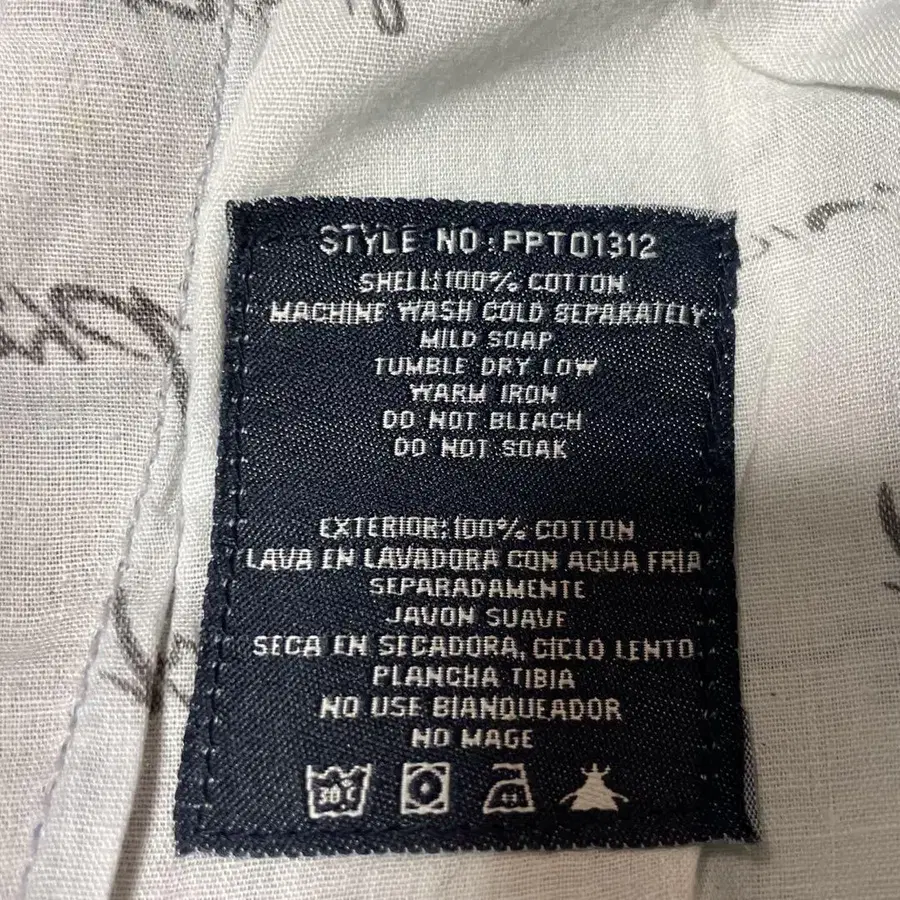 STYLE NO:PPT01312
SHELL:100% COTTON
MACHINE WASH COLD SEPARATELY
MILD SOAP
TUMBLE DRY LOW
WARM IRON
DO NOT BLEACH
DO NOT SOAK
EXTERIOR:100% COTTON
LAVA EN LAVADORA CON AGUA FRIA
SEPARADAMENTE
JAVON SUAVE
SECA EN SECADORA, CICLO LENTO
PLANCHA TIBIA
NO USE BIANQUEADOR
NO MAGE
30 C